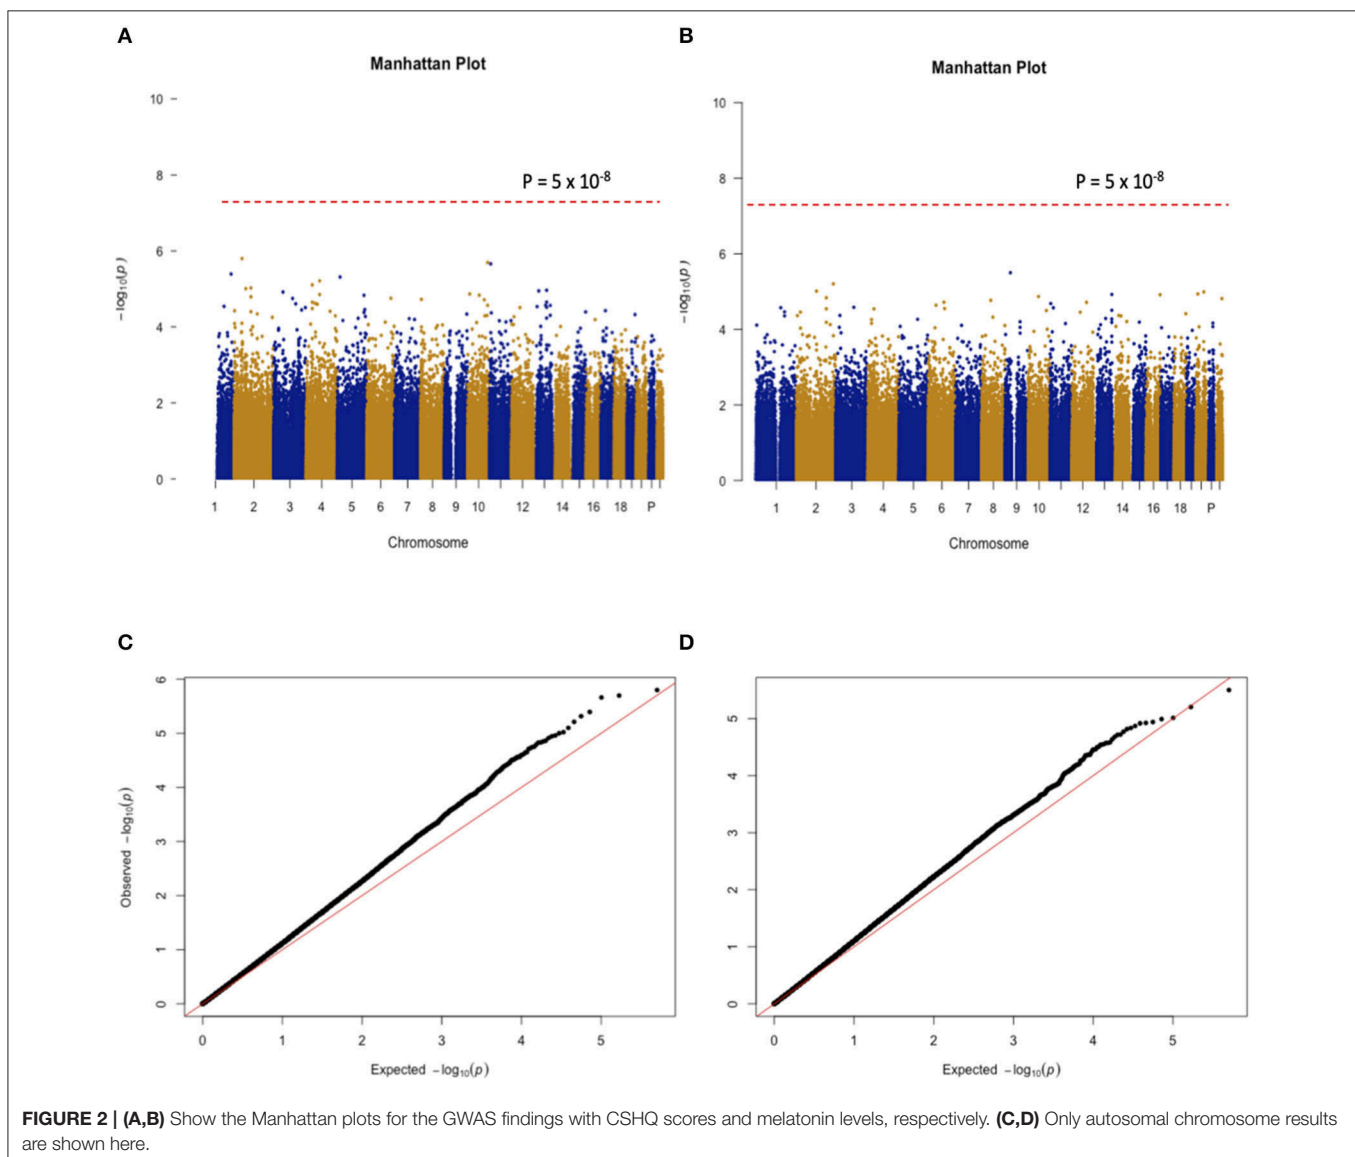 A
Manhattan Plot
10
8
6
4
2
0
−log₁₀(p)
P = 5 x 10⁻⁸
1 2 3 4 5 6 7 8 9 10 12 14 16 18 P
Chromosome
B
Manhattan Plot
10
8
6
4
2
0
−log₁₀(p)
P = 5 x 10⁻⁸
1 2 3 4 5 6 7 8 9 10 12 14 16 18 P
Chromosome
C
6
5
4
3
2
1
0
Observed −log₁₀(p)
0 1 2 3 4 5
Expected −log₁₀(p)
D
5
4
3
2
1
0
0 1 2 3 4 5
Expected −log₁₀(p)
FIGURE 2 | (A,B) Show the Manhattan plots for the GWAS findings with CSHQ scores and melatonin levels, respectively. (C,D) Only autosomal chromosome results
are shown here.